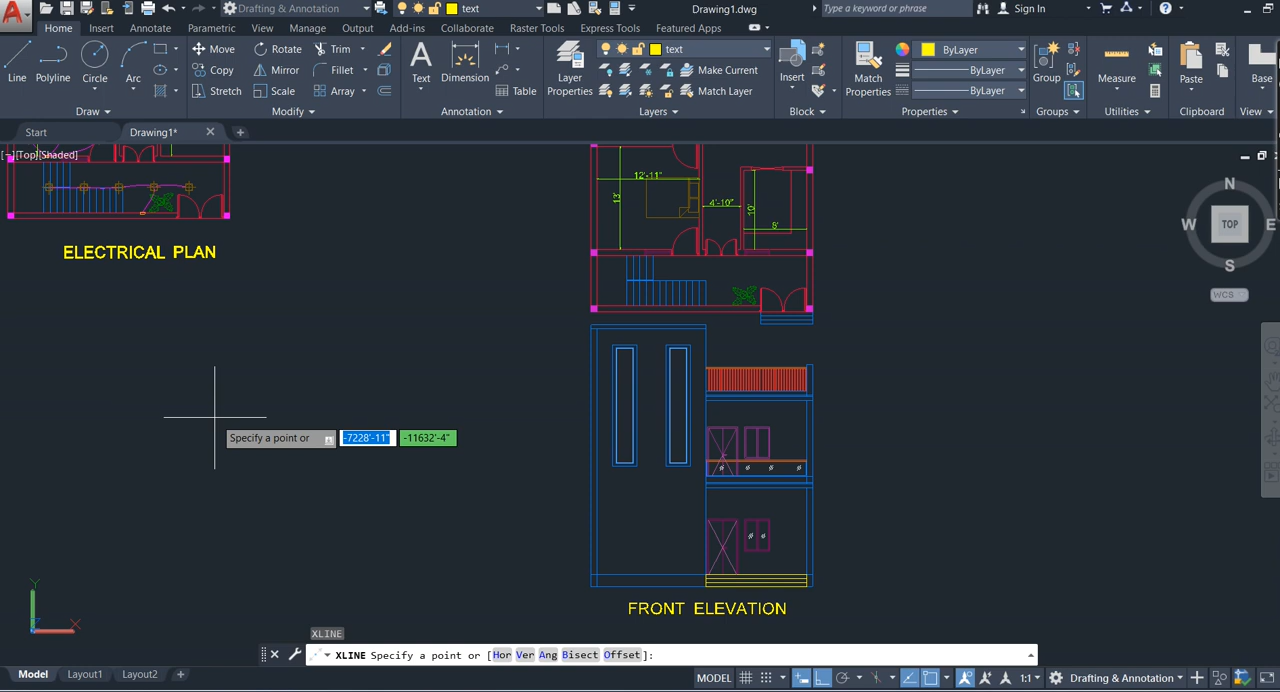 Drafting & Annotation Drawing1.dwg Type a keyword or phrase Sign In
Home Insert Annotate Parametric View Manage Output Add-ins Collaborate Express Tools Raster Tools Featured Apps
Line Polyline Circle Arc
Move Rotate Trim
Copy Mirror Fillet
Stretch Scale Array
Text Dimension Table
Layer Properties text
Make Current
Match Layer
Insert
Match Properties
ByLayer
ByLayer
ByLayer
Group Measure Paste Base
Draw Modify Annotation Layers Block Properties Groups Utilities Clipboard View
Start Drawing1*
[−][Top][Shaded]
12'-11"
13'
4'-10"
10'
8'
N
W TOP E
S
WCS
ELECTRICAL PLAN
Specify a point or -7228'-11" -11632'-4"
FRONT ELEVATION
Y
X
XLINE
XLINE Specify a point or [Hor Ver Ang Bisect Offset]:
Model Layout1 Layout2 + MODEL 1:1 Drafting & Annotation